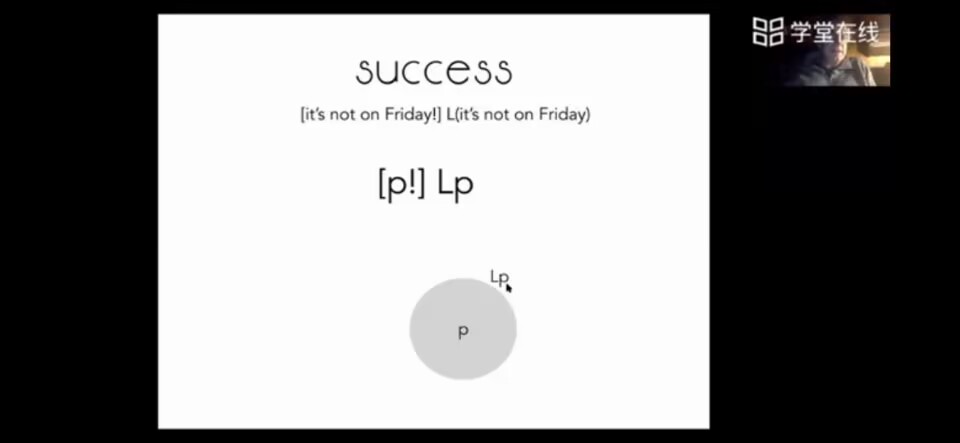 success
[it's not on Friday!] L(it's not on Friday)
[p!] Lp
Lp
p
学堂在线